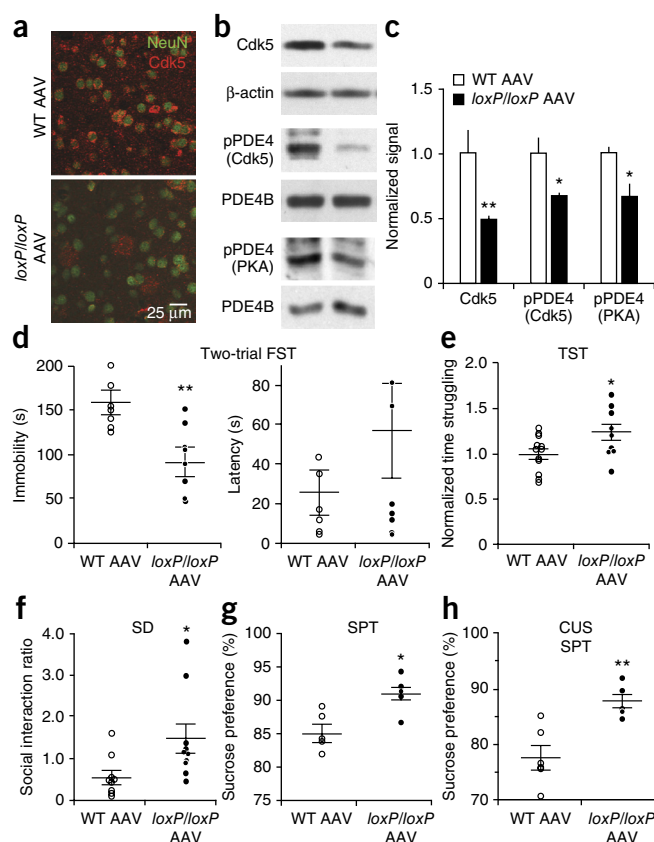 a
NeuN
Cdk5
WT AAV
loxP/loxP
AAV
25 μm
b
Cdk5
β-actin
pPDE4
(Cdk5)
PDE4B
pPDE4
(PKA)
PDE4B
c
WT AAV
loxP/loxP AAV
Normalized signal
1.5
1.0
0.5
0
**
*
*
Cdk5
pPDE4
(Cdk5)
pPDE4
(PKA)
d
Two-trial FST
Immobility (s)
200
150
100
50
0
**
WT AAV
loxP/loxP
AAV
Latency (s)
80
60
40
20
0
WT AAV
loxP/loxP
AAV
e
TST
Normalized time struggling
2.0
1.5
1.0
0.5
0
*
WT AAV
loxP/loxP
AAV
f
SD
Social interaction ratio
4.0
3.0
2.0
1.0
0
*
WT AAV
loxP/loxP
AAV
g
SPT
Sucrose preference (%)
100
95
90
85
80
75
*
WT AAV
loxP/loxP
AAV
h
CUS
SPT
Sucrose preference (%)
100
90
80
70
**
WT AAV
loxP/loxP
AAV